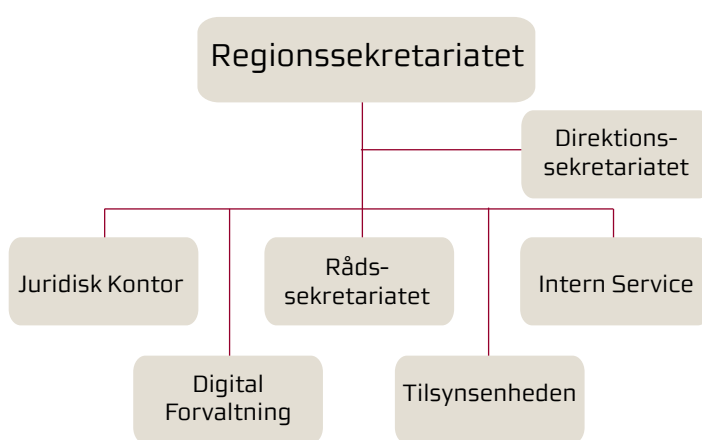 Regionssekretariatet
Direktions-
sekretariatet
Juridisk Kontor
Råds-
sekretariatet
Intern Service
Digital
Forvaltning
Tilsynsenheden